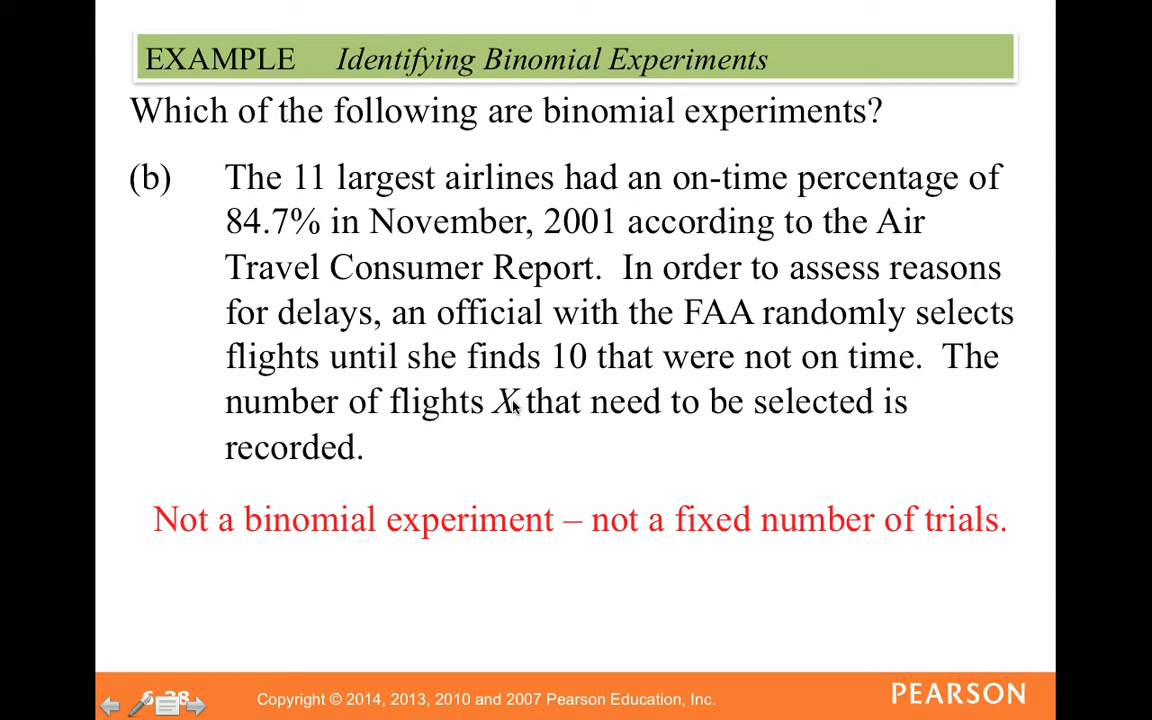 EXAMPLE Identifying Binomial Experiments
Which of the following are binomial experiments?
(b) The 11 largest airlines had an on-time percentage of
84.7% in November, 2001 according to the Air
Travel Consumer Report. In order to assess reasons
for delays, an official with the FAA randomly selects
flights until she finds 10 that were not on time. The
number of flights X that need to be selected is
recorded.
Not a binomial experiment – not a fixed number of trials.
Copyright © 2014, 2013, 2010 and 2007 Pearson Education, Inc.
PEARSON